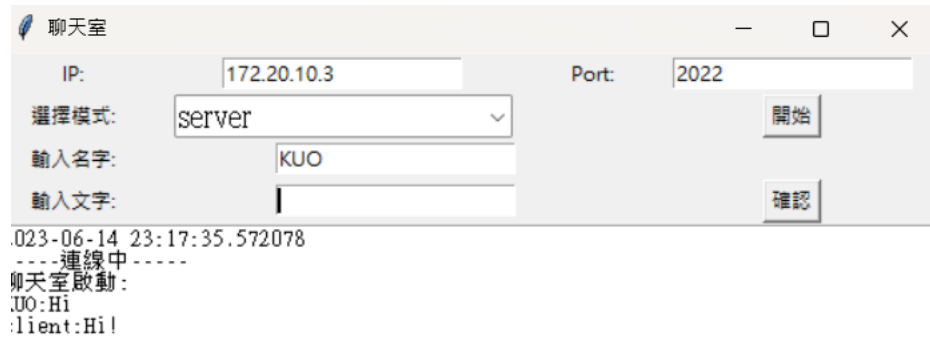 聊天室
IP: 172.20.10.3 Port: 2022
選擇模式: server 開始
輸入名字: KUO
輸入文字: 確認
023-06-14 23:17:35.572078
----連線中-----
聊天室啟動:
KUO:Hi
client:Hi!